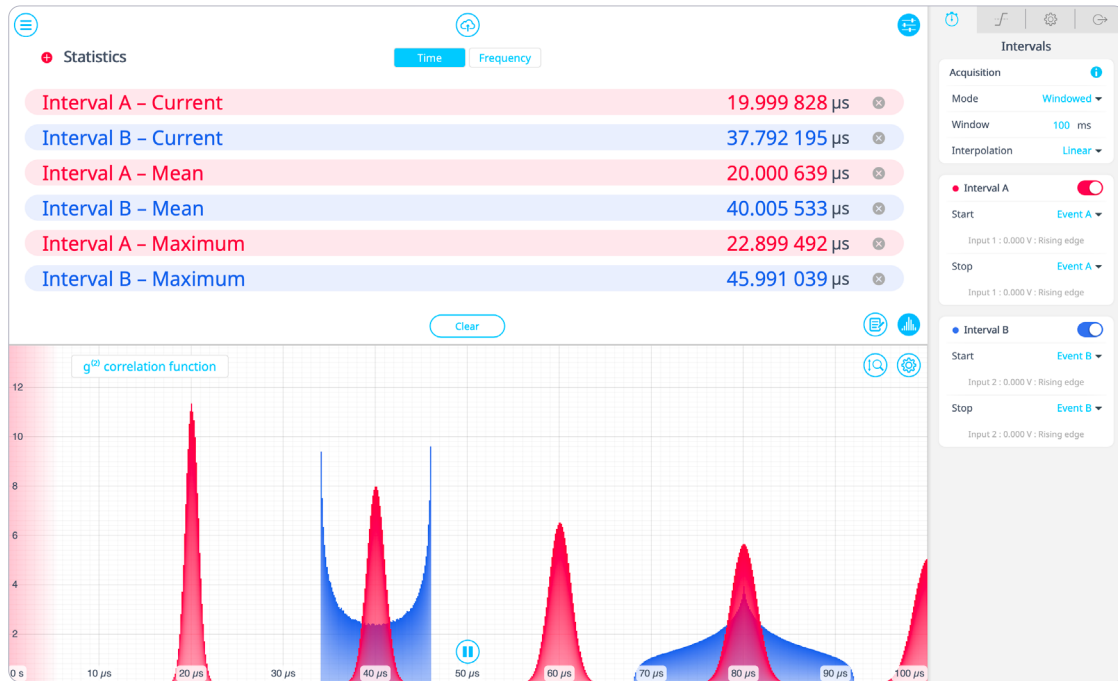 Statistics
Time Frequency
Interval A – Current 19.999 828 µs
Interval B – Current 37.792 195 µs
Interval A – Mean 20.000 639 µs
Interval B – Mean 40.005 533 µs
Interval A – Maximum 22.899 492 µs
Interval B – Maximum 45.991 039 µs
Clear
g⁽²⁾ correlation function
12
10
8
6
4
2
0 s 10 µs 20 µs 30 µs 40 µs 50 µs 60 µs 70 µs 80 µs 90 µs 100 µs
Intervals
Acquisition
Mode Windowed
Window 100 ms
Interpolation Linear
Interval A
Start Event A
Input 1 : 0.000 V : Rising edge
Stop Event A
Input 1 : 0.000 V : Rising edge
Interval B
Start Event B
Input 2 : 0.000 V : Rising edge
Stop Event B
Input 2 : 0.000 V : Rising edge